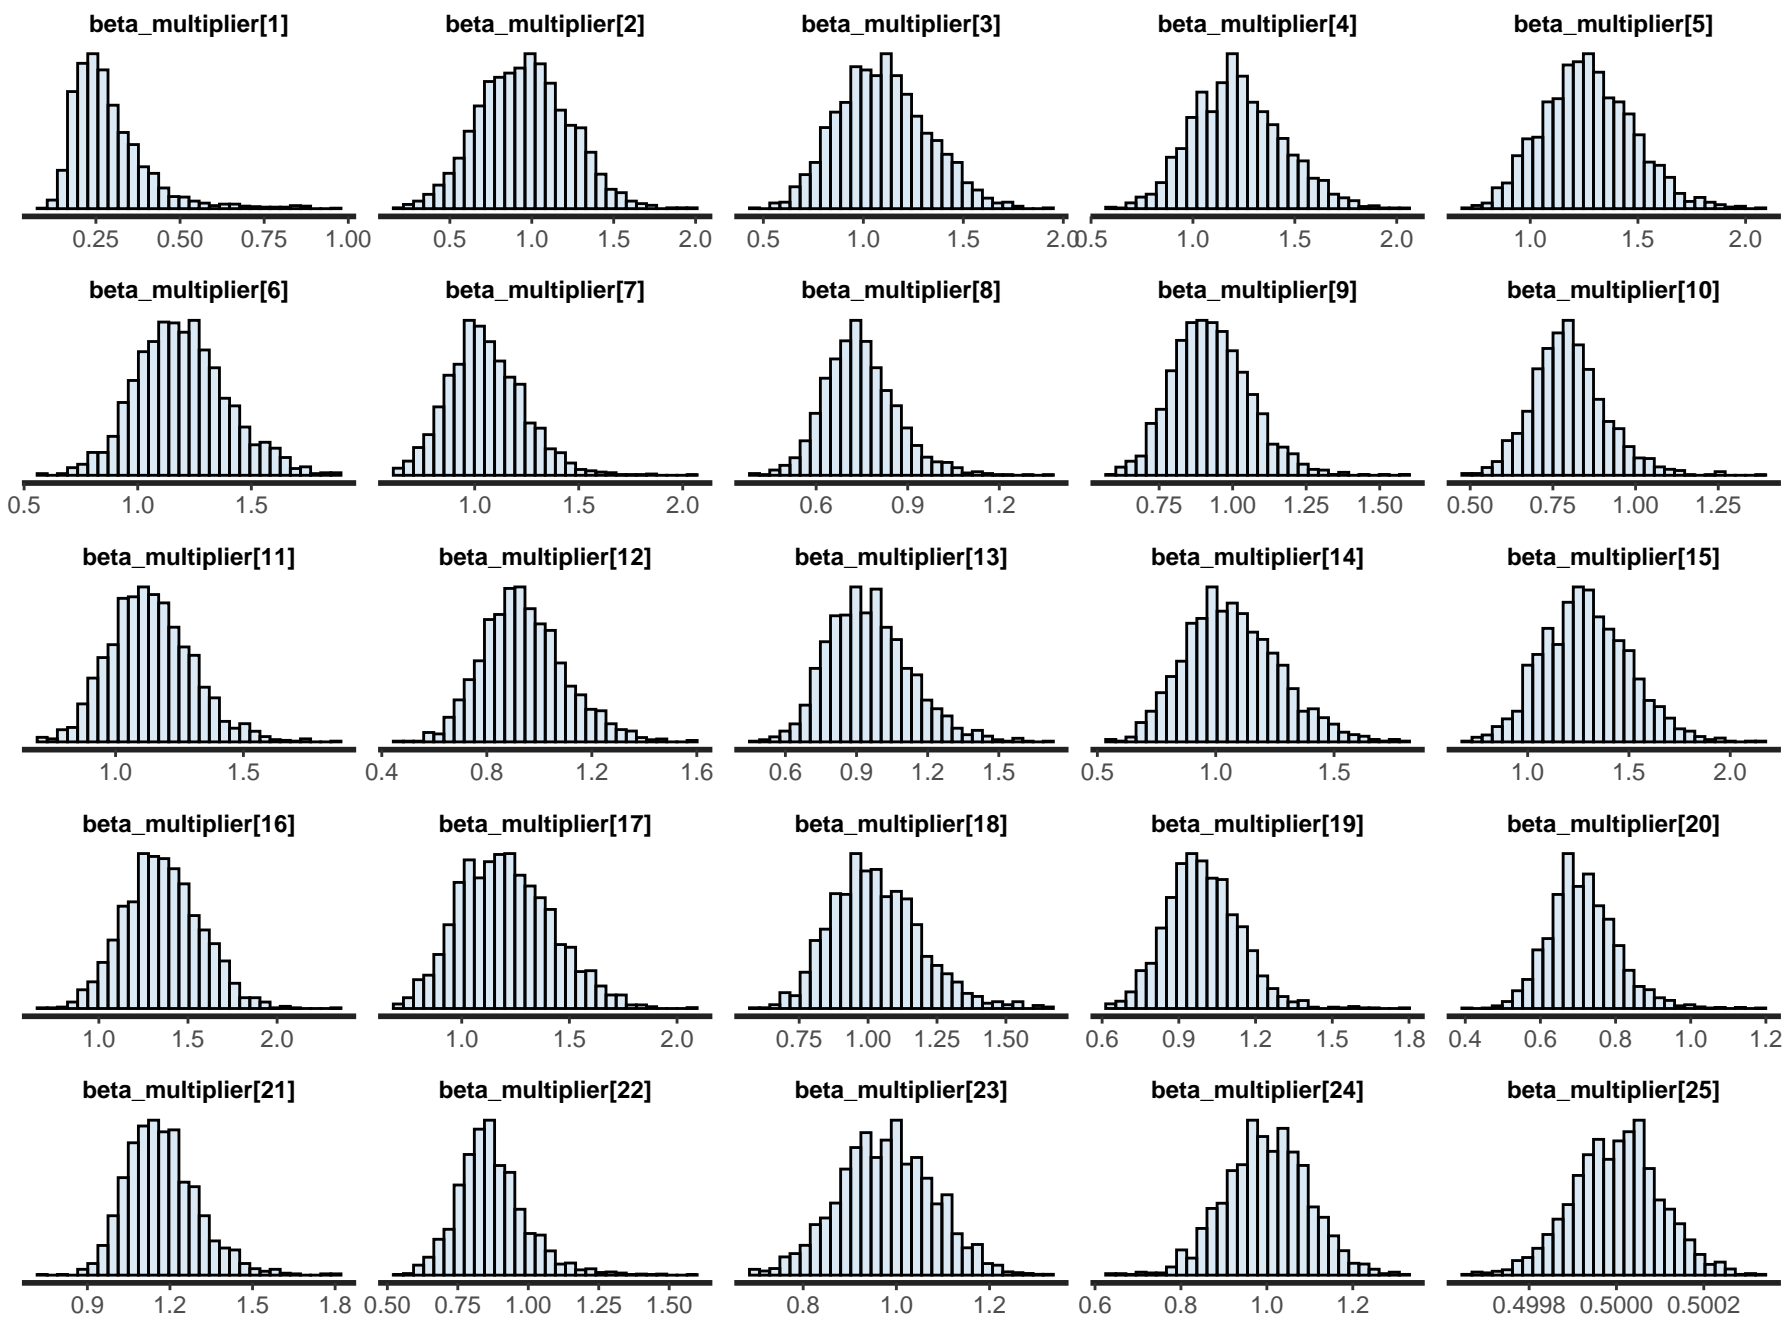 beta_multiplier[1] beta_multiplier[2] beta_multiplier[3] beta_multiplier[4] beta_multiplier[5]
0.25 0.50 0.75 1.00 0.5 1.0 1.5 2.0 0.5 1.0 1.5 2.0 0.5 1.0 1.5 2.0 1.0 1.5 2.0
beta_multiplier[6] beta_multiplier[7] beta_multiplier[8] beta_multiplier[9] beta_multiplier[10]
0.5 1.0 1.5 1.0 1.5 2.0 0.6 0.9 1.2 0.75 1.00 1.25 1.50 0.50 0.75 1.00 1.25
beta_multiplier[11] beta_multiplier[12] beta_multiplier[13] beta_multiplier[14] beta_multiplier[15]
1.0 1.5 0.4 0.8 1.2 1.6 0.6 0.9 1.2 1.5 0.5 1.0 1.5 1.0 1.5 2.0
beta_multiplier[16] beta_multiplier[17] beta_multiplier[18] beta_multiplier[19] beta_multiplier[20]
1.0 1.5 2.0 1.0 1.5 2.0 0.75 1.00 1.25 1.50 0.6 0.9 1.2 1.5 1.8 0.4 0.6 0.8 1.0 1.2
beta_multiplier[21] beta_multiplier[22] beta_multiplier[23] beta_multiplier[24] beta_multiplier[25]
0.9 1.2 1.5 1.8 0.50 0.75 1.00 1.25 1.50 0.8 1.0 1.2 0.6 0.8 1.0 1.2 0.4998 0.5000 0.5002